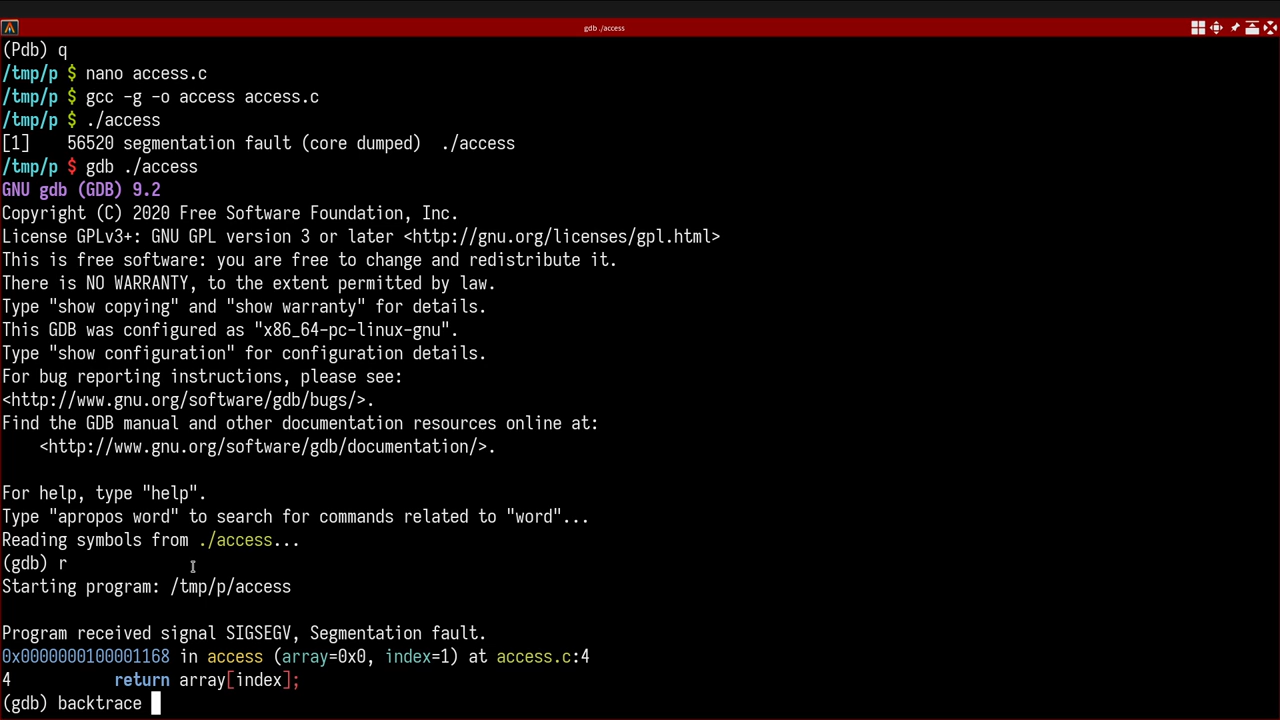 gdb ./access
(Pdb) q
/tmp/p $ nano access.c
/tmp/p $ gcc -g -o access access.c
/tmp/p $ ./access
[1]    56520 segmentation fault (core dumped)  ./access
/tmp/p $ gdb ./access
GNU gdb (GDB) 9.2
Copyright (C) 2020 Free Software Foundation, Inc.
License GPLv3+: GNU GPL version 3 or later <http://gnu.org/licenses/gpl.html>
This is free software: you are free to change and redistribute it.
There is NO WARRANTY, to the extent permitted by law.
Type "show copying" and "show warranty" for details.
This GDB was configured as "x86_64-pc-linux-gnu".
Type "show configuration" for configuration details.
For bug reporting instructions, please see:
<http://www.gnu.org/software/gdb/bugs/>.
Find the GDB manual and other documentation resources online at:
    <http://www.gnu.org/software/gdb/documentation/>.
For help, type "help".
Type "apropos word" to search for commands related to "word"...
Reading symbols from ./access...
(gdb) r
Starting program: /tmp/p/access
Program received signal SIGSEGV, Segmentation fault.
0x0000000100001168 in access (array=0x0, index=1) at access.c:4
4           return array[index];
(gdb) backtrace